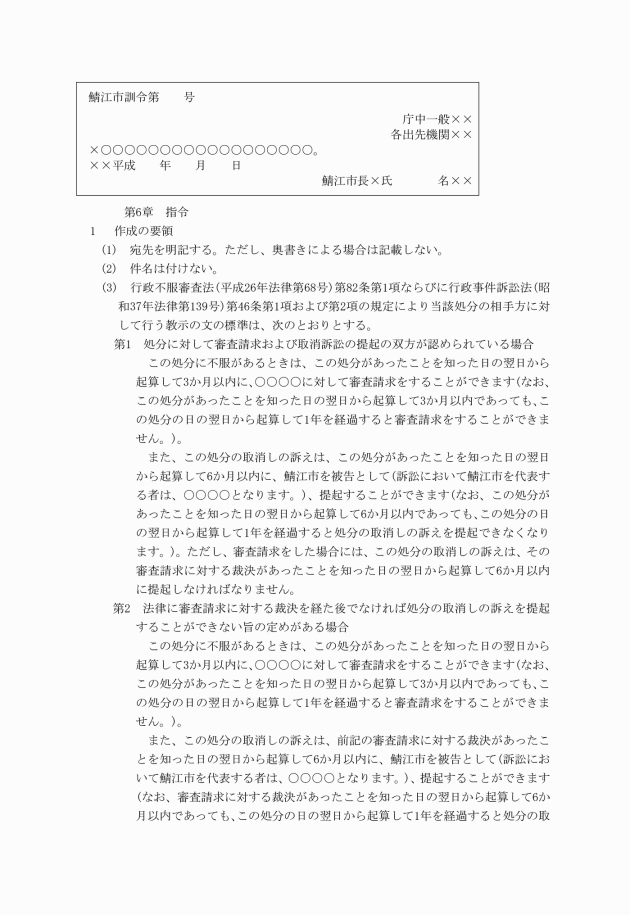 鯖江市訓令第　　号
庁中一般××
各出先機関××
×○○○○○○○○○○○○○○○○○○。
××平成　　年　　月　　日
鯖江市長×氏　　　　名××
第6章　指令
1　作成の要領
(1)　宛先を明記する。ただし、奥書きによる場合は記載しない。
(2)　件名は付けない。
(3)　行政不服審査法(平成26年法律第68号)第82条第1項ならびに行政事件訴訟法(昭
和37年法律第139号)第46条第1項および第2項の規定により当該処分の相手方に対
して行う教示の文の標準は、次のとおりとする。
第1　処分に対して審査請求および取消訴訟の提起の双方が認められている場合
この処分に不服があるときは、この処分があったことを知った日の翌日から
起算して3か月以内に、○○○○に対して審査請求をすることができます(なお、
この処分があったことを知った日の翌日から起算して3か月以内であっても、こ
の処分の日の翌日から起算して1年を経過すると審査請求をすることができま
せん。)。
また、この処分の取消しの訴えは、この処分があったことを知った日の翌日
から起算して6か月以内に、鯖江市を被告として(訴訟において鯖江市を代表す
る者は、○○○○となります。)、提起することができます(なお、この処分が
あったことを知った日の翌日から起算して6か月以内であっても、この処分の日
の翌日から起算して1年を経過すると処分の取消しの訴えを提起できなくなり
ます。)。ただし、審査請求をした場合には、この処分の取消しの訴えは、その
審査請求に対する裁決があったことを知った日の翌日から起算して6か月以内
に提起しなければなりません。
第2　法律に審査請求に対する裁決を経た後でなければ処分の取消しの訴えを提起
することができない旨の定めがある場合
この処分に不服があるときは、この処分があったことを知った日の翌日から
起算して3か月以内に、○○○○に対して審査請求をすることができます(なお、
この処分があったことを知った日の翌日から起算して3か月以内であっても、こ
の処分の日の翌日から起算して1年を経過すると審査請求をすることができま
せん。)。
また、この処分の取消しの訴えは、前記の審査請求に対する裁決があったこ
とを知った日の翌日から起算して6か月以内に、鯖江市を被告として(訴訟にお
いて鯖江市を代表する者は、○○○○となります。)、提起することができます
(なお、審査請求に対する裁決があったことを知った日の翌日から起算して6か
月以内であっても、この処分の日の翌日から起算して1年を経過すると処分の取